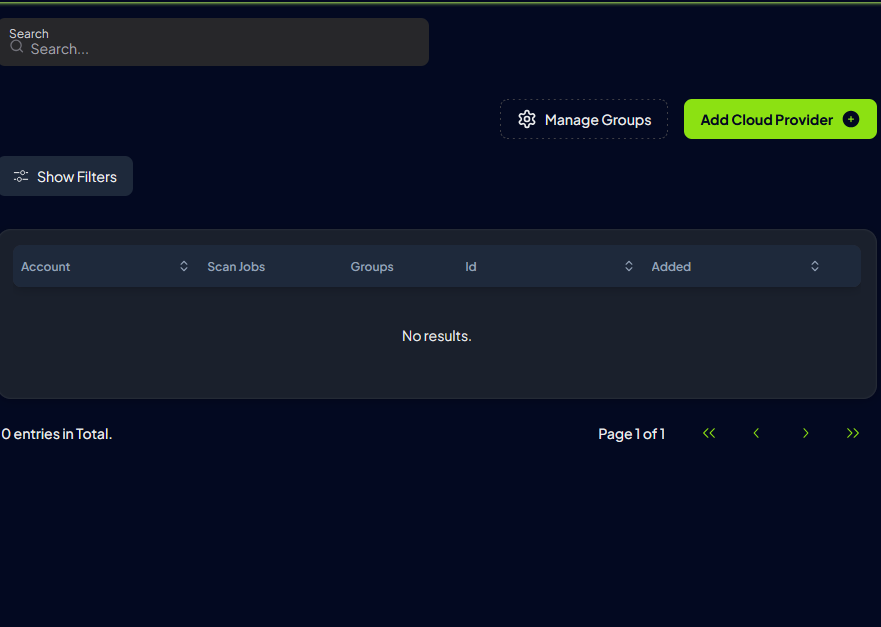 Search
Search...
Manage Groups
Add Cloud Provider
Show Filters
Account Scan Jobs Groups Id Added
No results.
0 entries in Total. Page 1 of 1